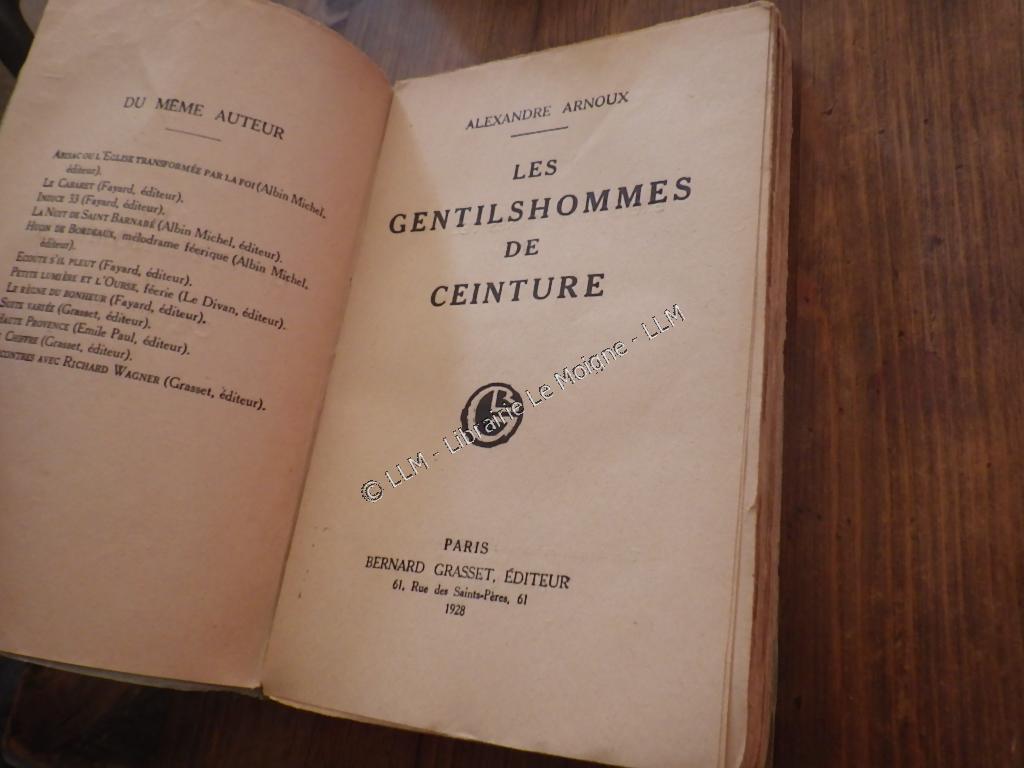 DU MÊME AUTEUR
ABISAG OU L'ÉGLISE TRANSFORMÉE PAR LA FOI (Albin Michel,
éditeur).
LE CABARET (Fayard, éditeur).
INDICE 33 (Fayard, éditeur).
LA NUIT DE SAINT BARNABÉ (Albin Michel, éditeur).
HUON DE BORDEAUX, mélodrame féerique (Albin Michel,
éditeur).
ECOUTE S'IL PLEUT (Fayard, éditeur).
PETITE LUMIÈRE ET L'OURSE, féerie (Le Divan, éditeur).
LE RÈGNE DU BONHEUR (Fayard, éditeur).
SUITE VARIÉE (Grasset, éditeur).
HAUTE PROVENCE (Emile Paul, éditeur).
CHIFFRE (Grasset, éditeur).
CONTRES AVEC RICHARD WAGNER (Grasset, éditeur).
ALEXANDRE ARNOUX
LES
GENTILSHOMMES
DE
CEINTURE
© LLM - Librairie Le Moigne - LLM
PARIS
BERNARD GRASSET, ÉDITEUR
61, Rue des Saints-Pères, 61
1928